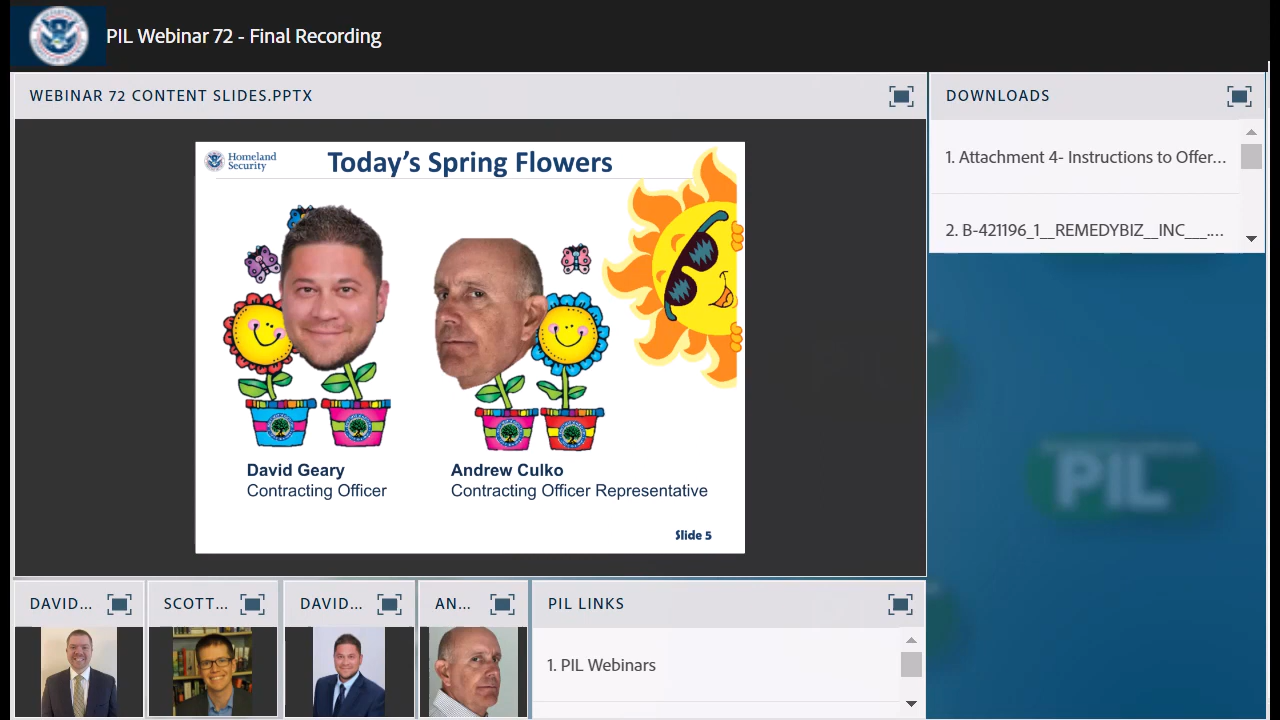 PIL Webinar 72 - Final Recording
WEBINAR 72 CONTENT SLIDES.PPTX
DOWNLOADS
1. Attachment 4- Instructions to Offer...
2. B-421196_1__REMEDYBIZ__INC___....
Homeland
Security
Today's Spring Flowers
David Geary
Contracting Officer
Andrew Culko
Contracting Officer Representative
Slide 5
PIL
DAVID...
SCOTT...
DAVID...
AN...
PIL LINKS
1. PIL Webinars